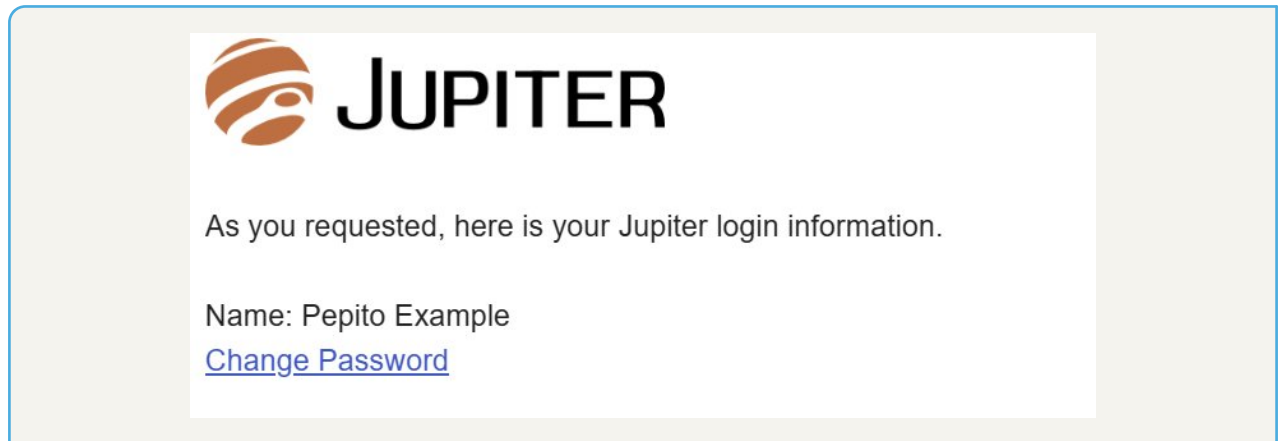 JUPITER
As you requested, here is your Jupiter login information.
Name: Pepito Example
Change Password